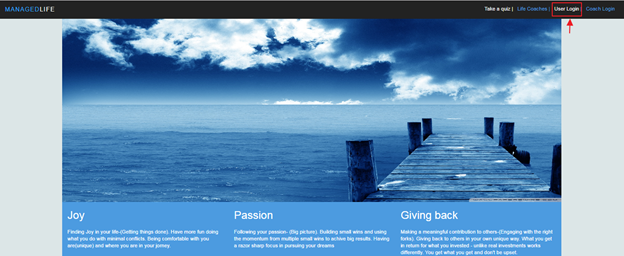 MANAGEDLIFE
Take a quiz | Life Coaches | User Login Coach Login
Joy
Finding Joy in your life-(Getting things done). Have more fun doing
what you do with minimal conflicts. Being comfortable with you
are(unique) and where you are in your jorney.
Passion
Following your passion- (Big picture). Building small wins and using
the momentum from multiple small wins to achive big results. Having
a razor sharp focus in pursuing your dreams
Giving back
Making a meaningful contribution to others-(Engaging with the right
forks). Giving back to others in your own unique way. What you get
in return for what you invested - unlike real investments works
differently. You get what you get and don't be upset.